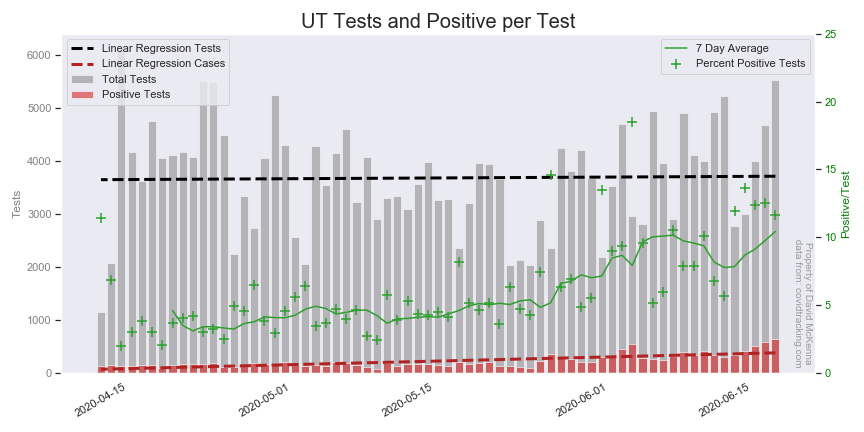 UT Tests and Positive per Test
Linear Regression Tests
Linear Regression Cases
Total Tests
Positive Tests
7 Day Average
Percent Positive Tests
6000
5000
4000
3000
2000
1000
0
Tests
25
20
15
10
5
0
Positive/Test
Property of David McKenna
data from: covidtracking.com
2020-04-15
2020-05-01
2020-05-15
2020-06-01
2020-06-15